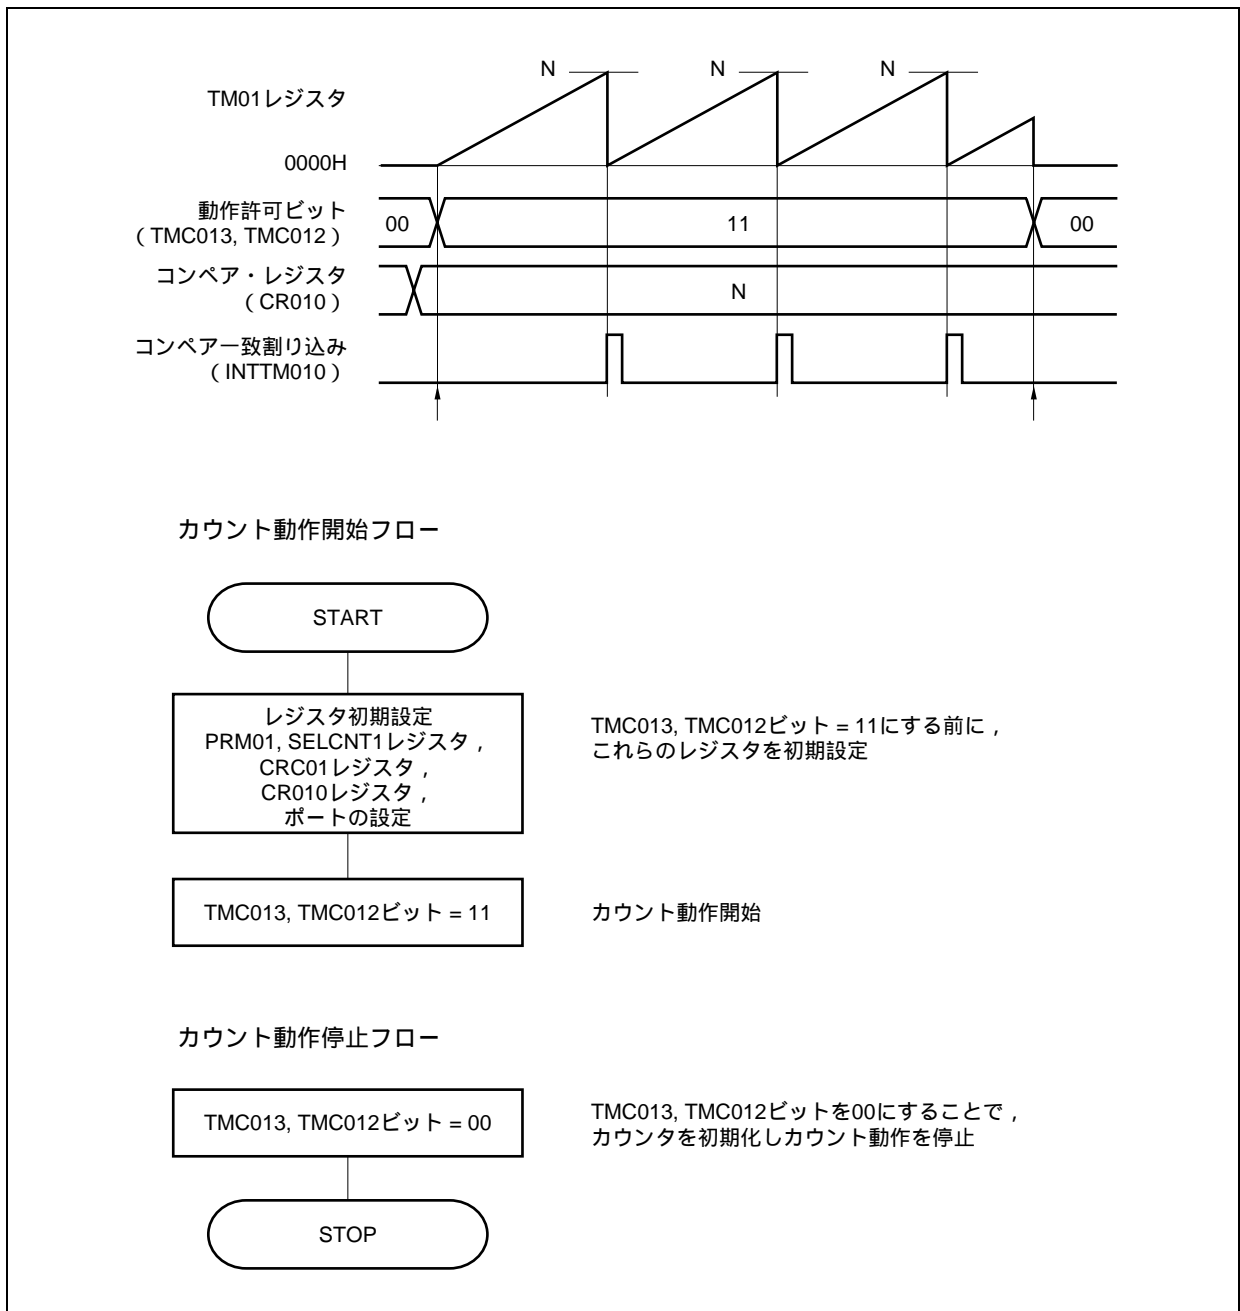 N N N
TM01レジスタ
0000H
動作許可ビット
（TMC013, TMC012）
00 11 00
コンペア・レジスタ
（CR010）
N
コンペア一致割り込み
（INTTM010）
カウント動作開始フロー
START
レジスタ初期設定
PRM01, SELCNT1レジスタ，
CRC01レジスタ，
CR010レジスタ，
ポートの設定
TMC013, TMC012ビット = 11にする前に，
これらのレジスタを初期設定
TMC013, TMC012ビット = 11
カウント動作開始
カウント動作停止フロー
TMC013, TMC012ビット = 00
TMC013, TMC012ビットを00にすることで，
カウンタを初期化しカウント動作を停止
STOP